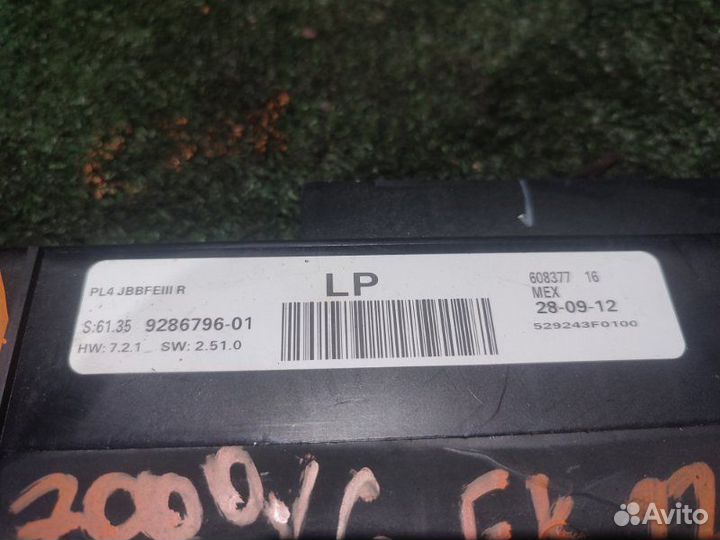 PL4 JBBFEIII R
LP
608377 16
MEX
28-09-12
529243F0100
S:61.35 9286796-01
HW: 7.2.1 SW: 2.51.0
2000
Avito